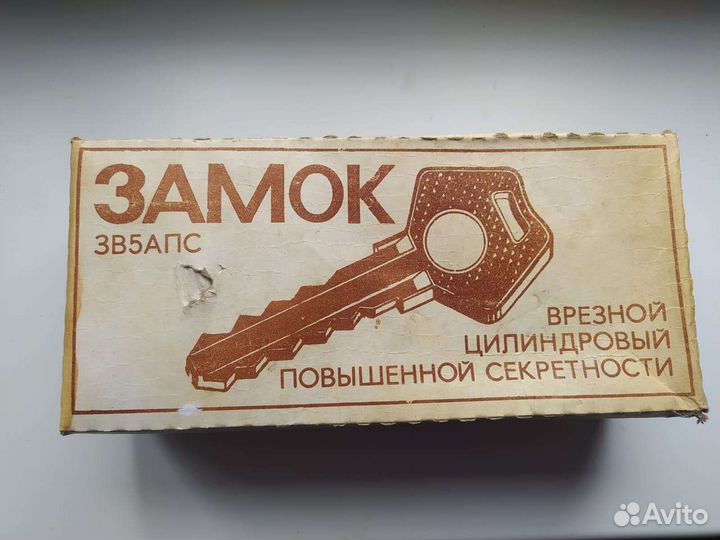 ЗАМОК
ЗВ5АПС
ВРЕЗНОЙ
ЦИЛИНДРОВЫЙ
ПОВЫШЕННОЙ СЕКРЕТНОСТИ
Avito